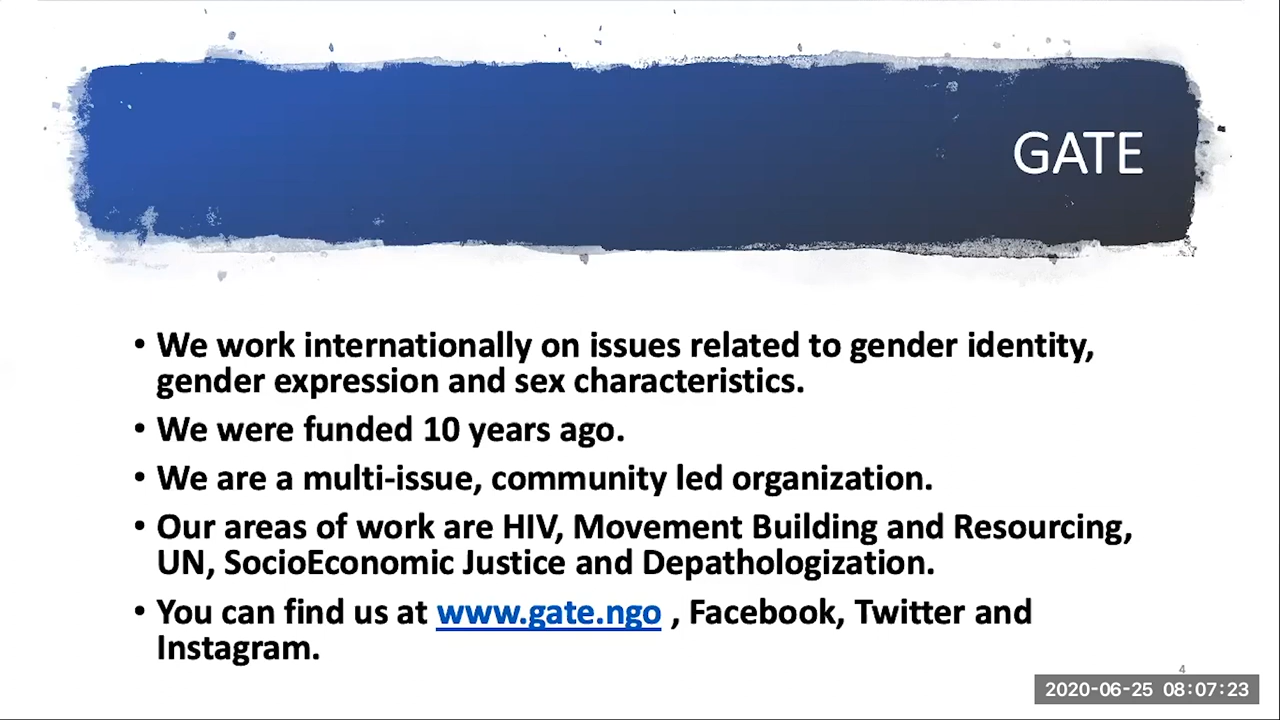 GATE
• We work internationally on issues related to gender identity,
gender expression and sex characteristics.
• We were funded 10 years ago.
• We are a multi-issue, community led organization.
• Our areas of work are HIV, Movement Building and Resourcing,
UN, SocioEconomic Justice and Depathologization.
• You can find us at www.gate.ngo , Facebook, Twitter and
Instagram.
4
2020-06-25 08:07:23